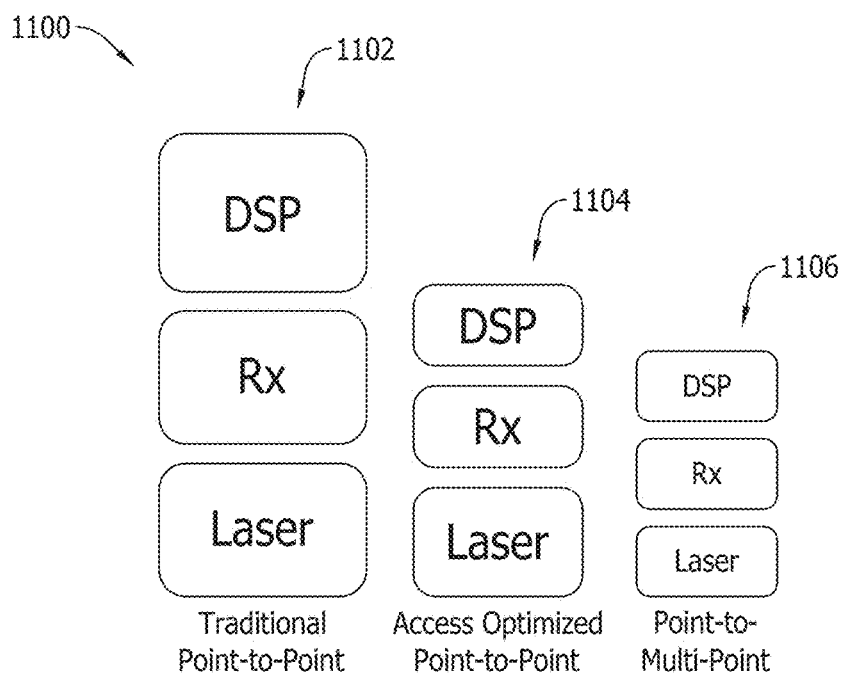 1100
1102
DSP
Rx
Laser
Traditional
Point-to-Point
1104
DSP
Rx
Laser
Access Optimized
Point-to-Point
1106
DSP
Rx
Laser
Point-to-
Multi-Point